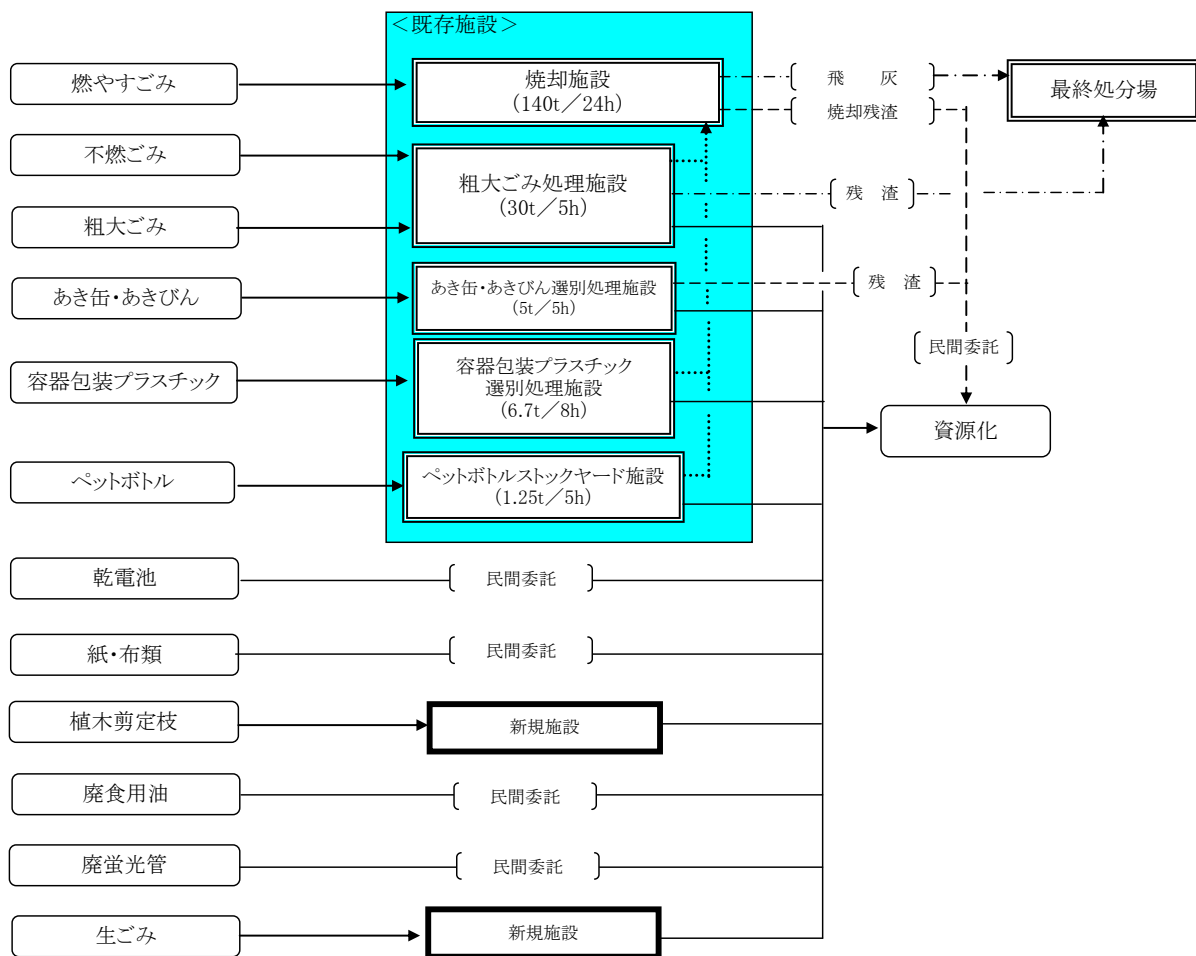 ＜既存施設＞
燃やすごみ
焼却施設
(140t／24h)
飛　灰
最終処分場
焼却残渣
不燃ごみ
粗大ごみ処理施設
(30t／5h)
残　渣
粗大ごみ
あき缶・あきびん
あき缶・あきびん選別処理施設
(5t／5h)
残　渣
民間委託
容器包装プラスチック
容器包装プラスチック
選別処理施設
(6.7t／8h)
資源化
ペットボトル
ペットボトルストックヤード施設
(1.25t／5h)
乾電池
民間委託
紙・布類
民間委託
植木剪定枝
新規施設
廃食用油
民間委託
廃蛍光管
民間委託
生ごみ
新規施設